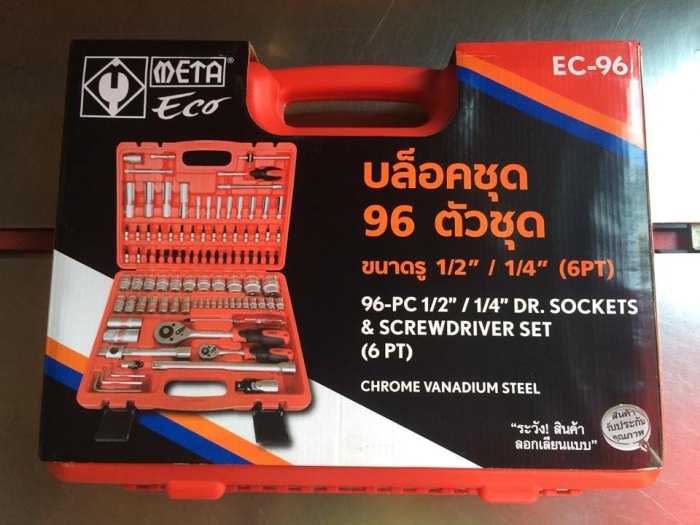 META®
Eco
EC-96
บล็อคชุด
96 ตัวชุด
ขนาดรู 1/2" / 1/4" (6PT)
96-PC 1/2" / 1/4" DR. SOCKETS
& SCREWDRIVER SET
(6 PT)
CHROME VANADIUM STEEL
"ระวัง! สินค้า
ลอกเลียนแบบ"
สินค้า
รับประกัน
คุณภาพ